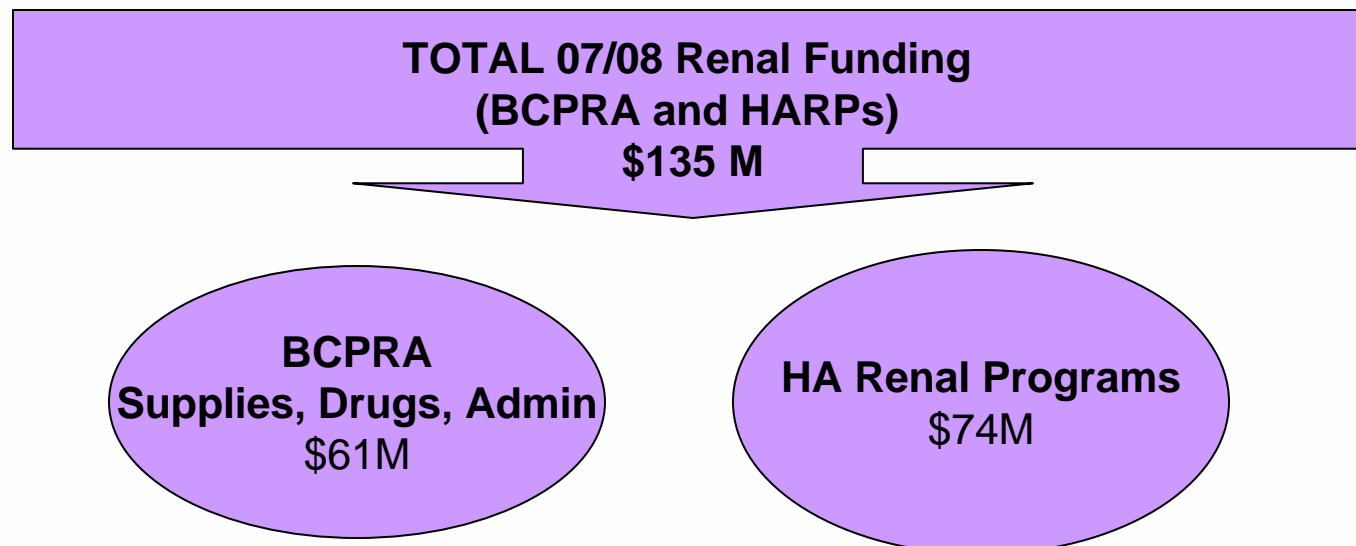 TOTAL 07/08 Renal Funding
(BCPRA and HARPs)
$135 M
BCPRA
Supplies, Drugs, Admin
$61M
HA Renal Programs
$74M